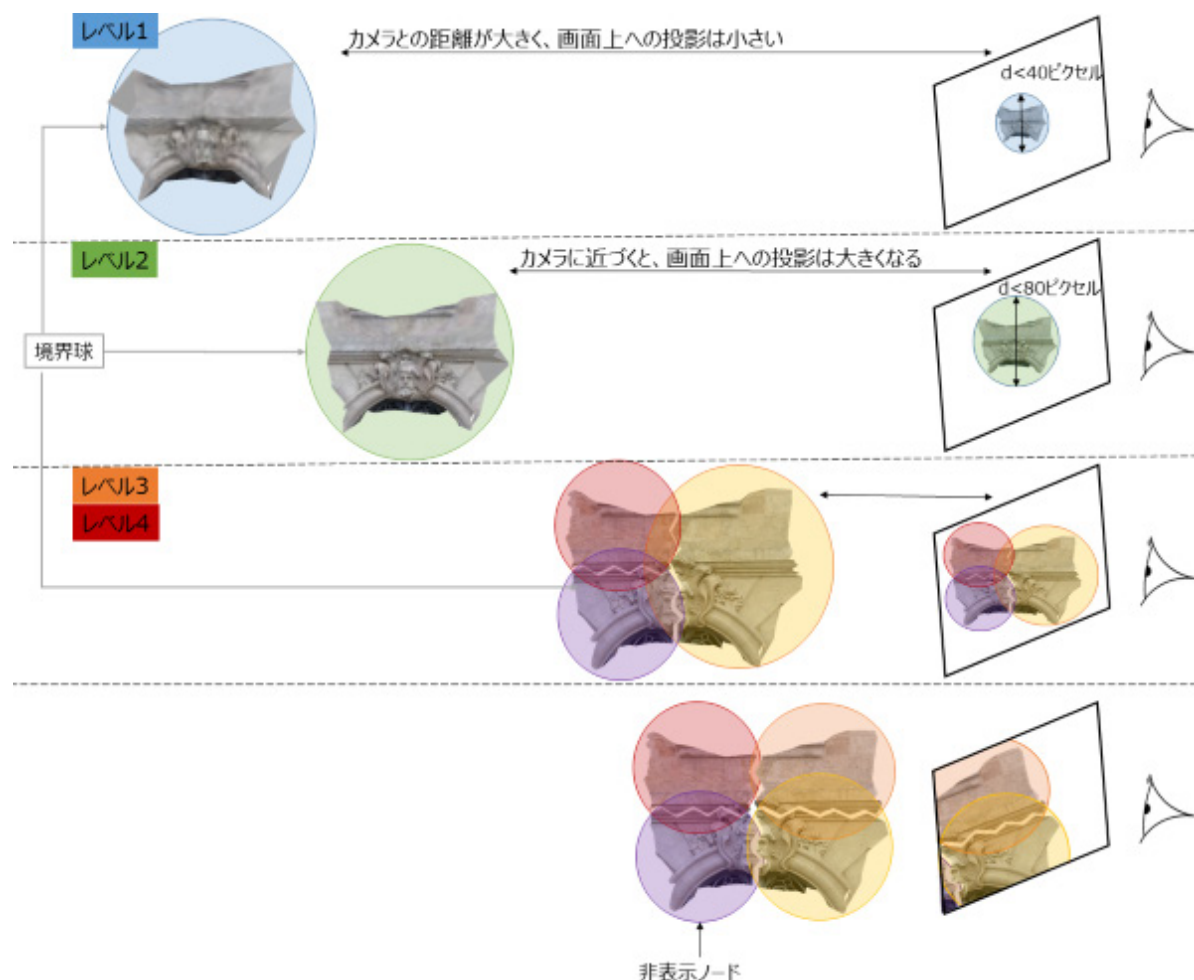 レベル1
カメラとの距離が大きく、画面上への投影は小さい
d<40ピクセル
レベル2
カメラに近づくと、画面上への投影は大きくなる
d<80ピクセル
境界球
レベル3
レベル4
非表示ノード